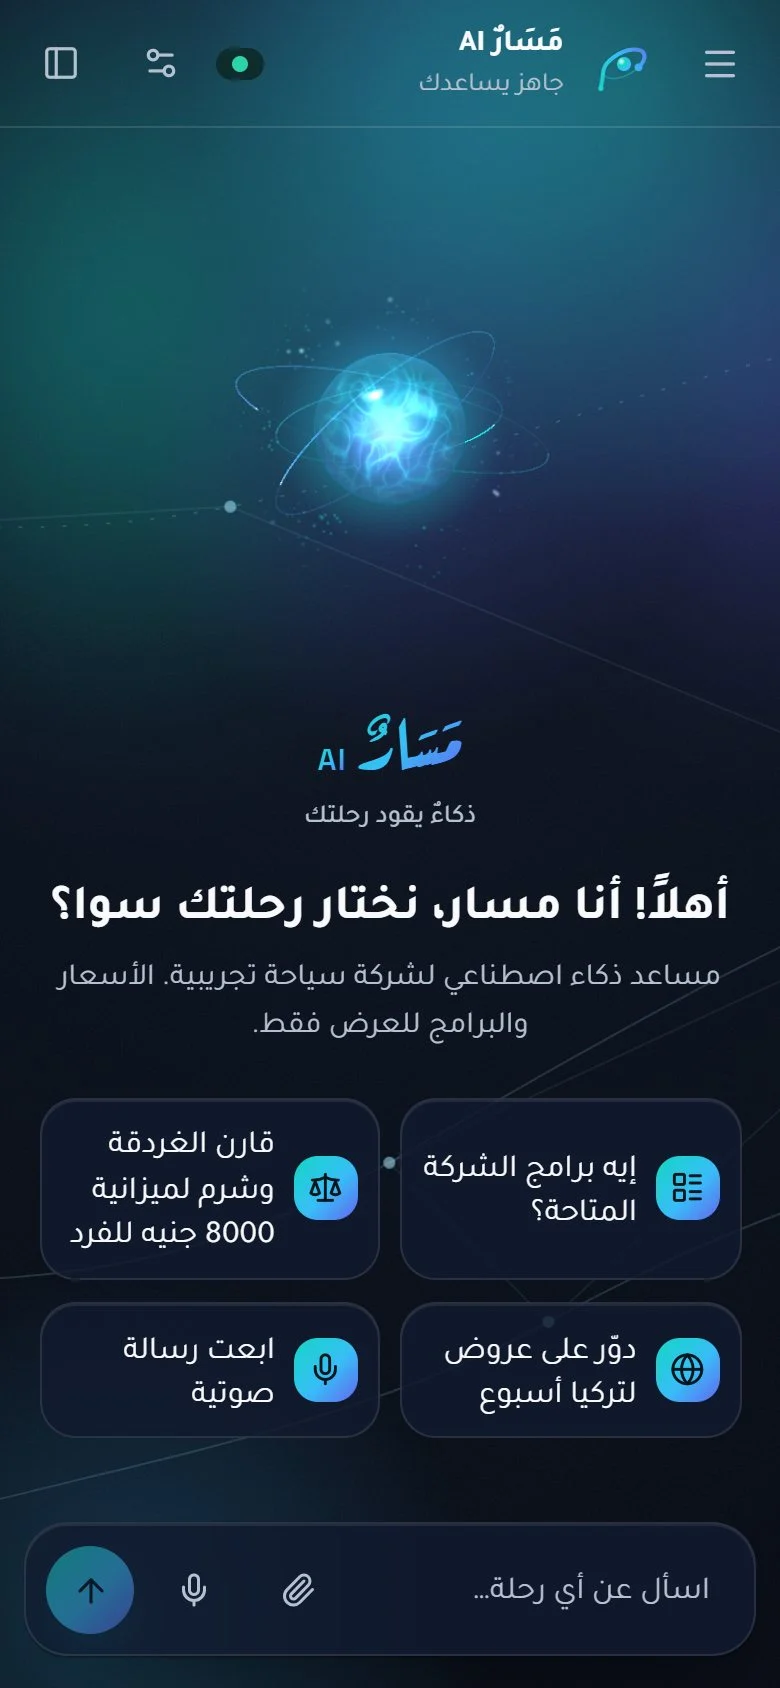 مَسَارٌ AI
جاهز يساعدك
مَسَارٌ AI
ذكاءٌ يقود رحلتك
أهلاً! أنا مسار، نختار رحلتك سوا؟
مساعد ذكاء اصطناعي لشركة سياحة تجريبية. الأسعار
والبرامج للعرض فقط.
إيه برامج الشركة
المتاحة؟
قارن الغردقة
وشرم لميزانية
8000 جنيه للفرد
دوّر على عروض
لتركيا أسبوع
ابعت رسالة
صوتية
اسأل عن أي رحلة...